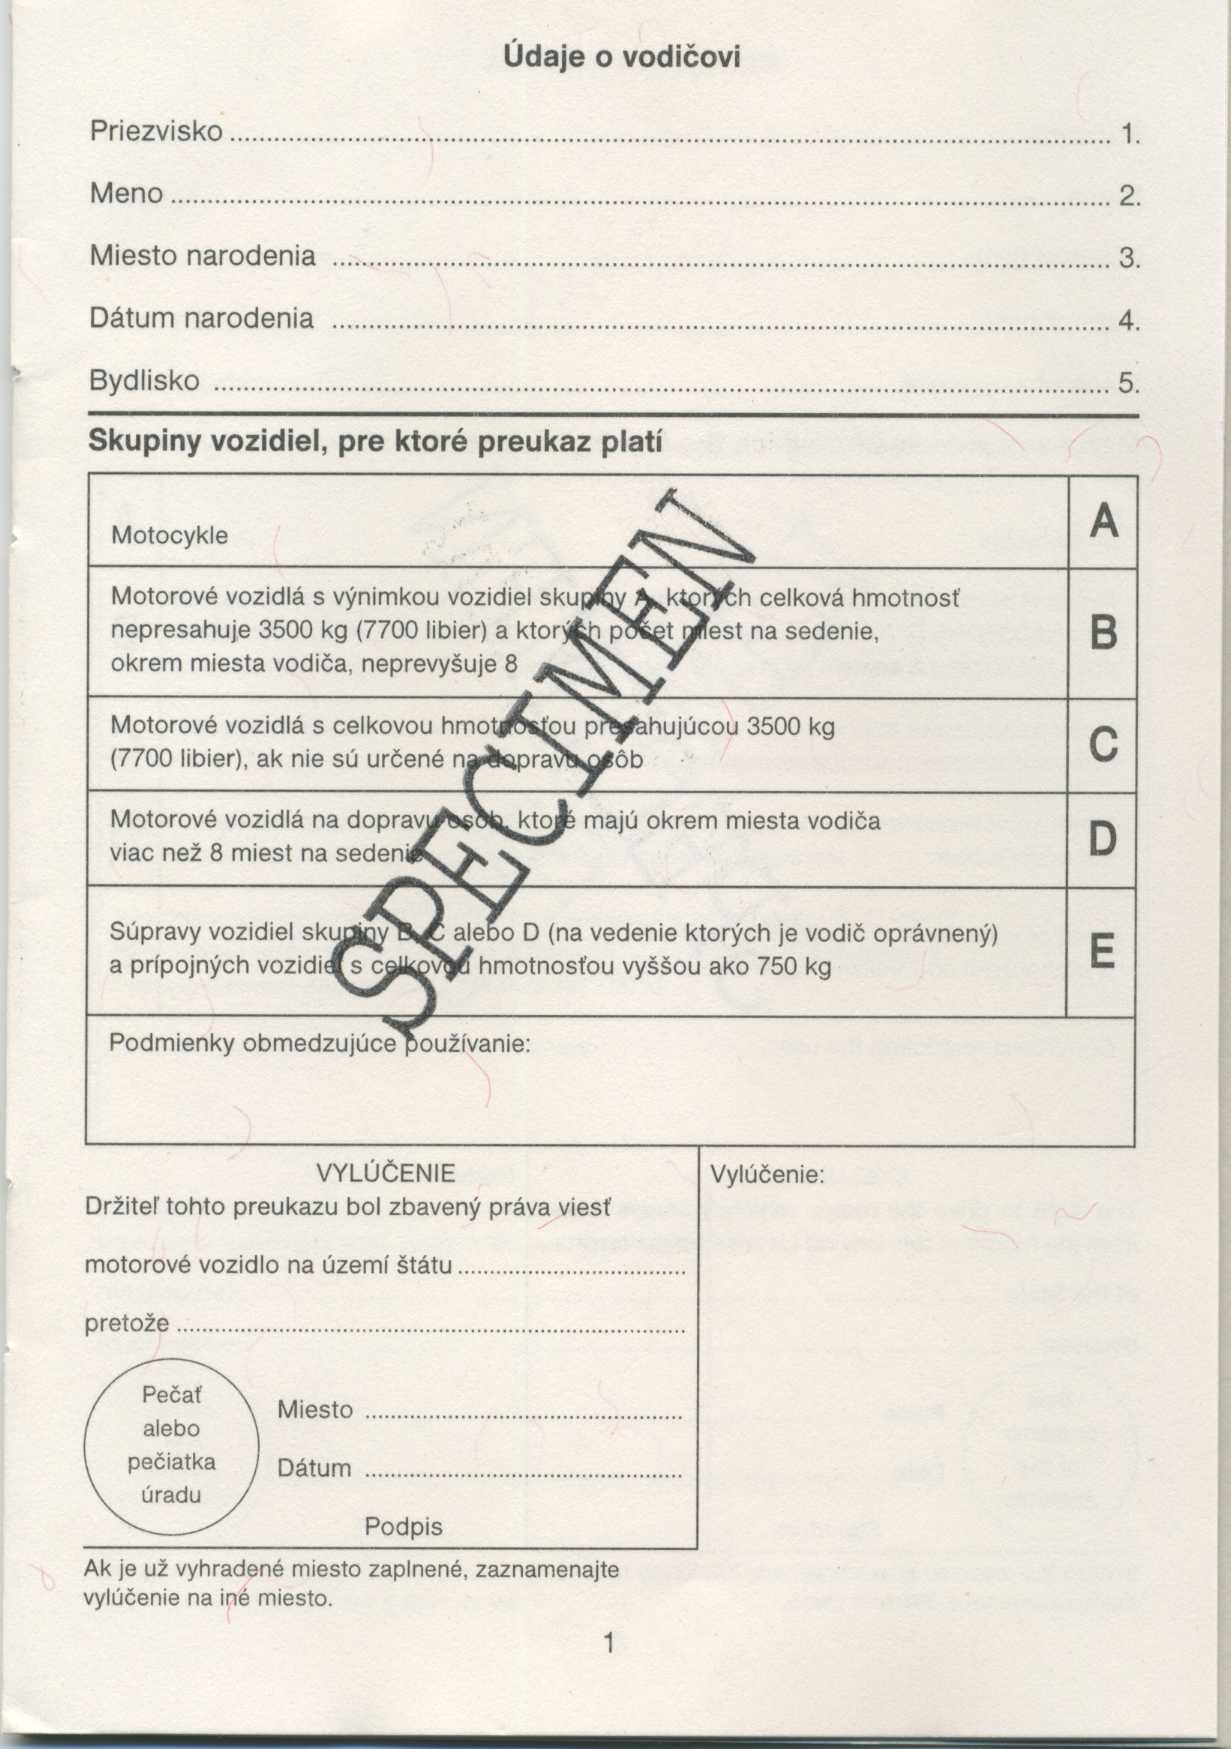 Údaje o vodičovi
Priezvisko ........ 1.
Meno ........ 2.
Miesto narodenia ........ 3.
Dátum narodenia ........ 4.
Bydlisko ........ 5.
Skupiny vozidiel, pre ktoré preukaz platí
Motocykle
A
Motorové vozidlá s výnimkou vozidiel skupiny A, ktorých celková hmotnosť
nepresahuje 3500 kg (7700 libier) a ktorých počet miest na sedenie,
okrem miesta vodiča, neprevyšuje 8
B
Motorové vozidlá s celkovou hmotnosťou presahujúcou 3500 kg
(7700 libier), ak nie sú určené na dopravu osôb
C
Motorové vozidlá na dopravu osôb, ktoré majú okrem miesta vodiča
viac než 8 miest na sedenie
D
Súpravy vozidiel skupiny B, C alebo D (na vedenie ktorých je vodič oprávnený)
a prípojných vozidiel s celkovou hmotnosťou vyššou ako 750 kg
E
SPECIMEN
Podmienky obmedzujúce používanie:
VYLÚČENIE
Držiteľ tohto preukazu bol zbavený práva viesť
motorové vozidlo na území štátu ........
pretože ........
Pečať
alebo
pečiatka
úradu
Miesto ........
Dátum ........
Podpis
Vylúčenie:
Ak je už vyhradené miesto zaplnené, zaznamenajte
vylúčenie na iné miesto.
1